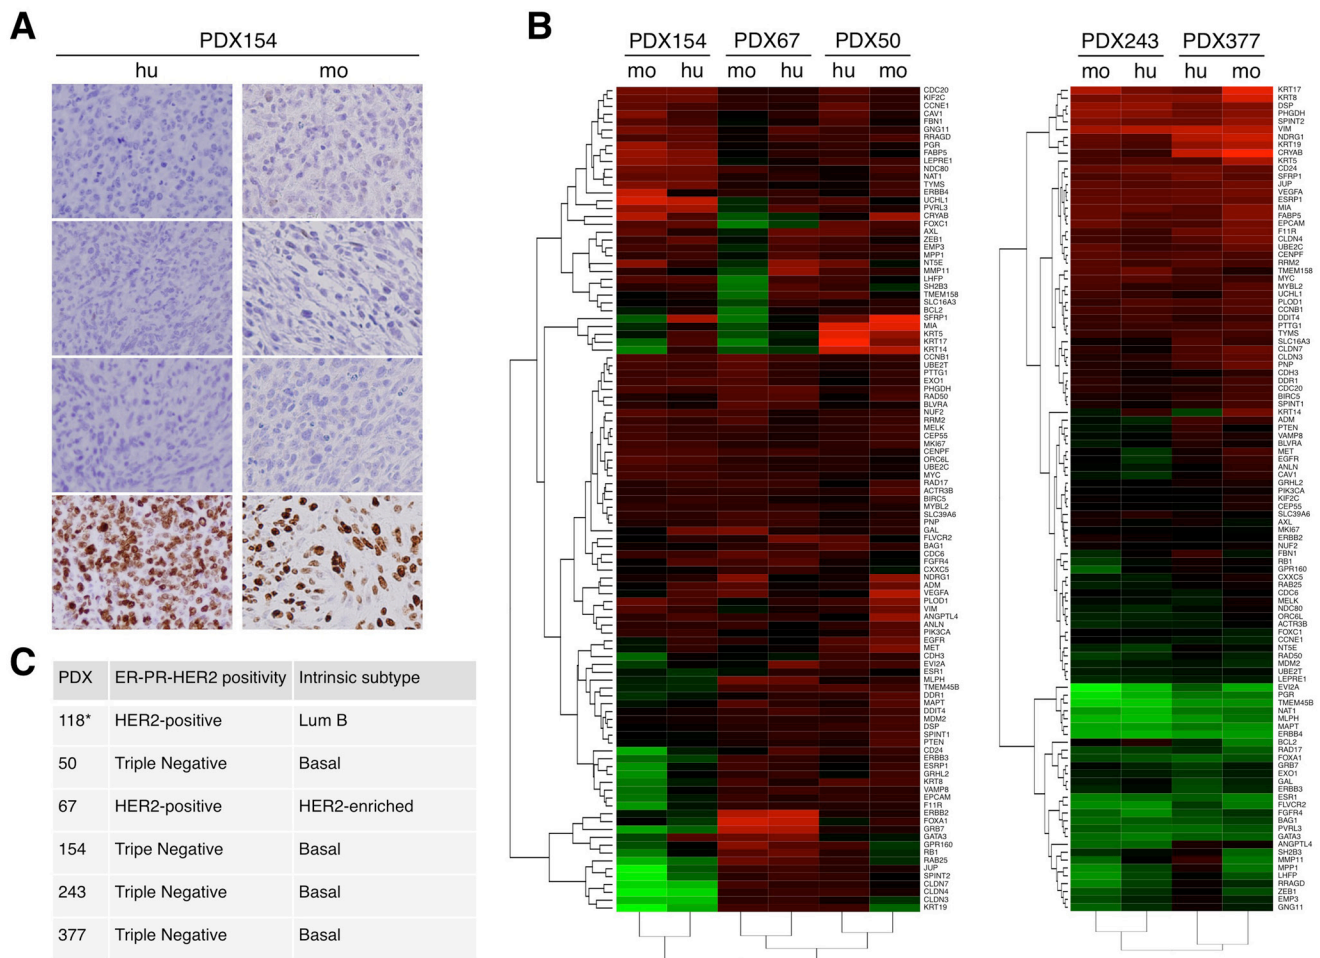 A
PDX154
hu mo
B
PDX154 PDX67 PDX50
mo hu mo hu hu mo
CDC20
KIF2C
CCNE1
CAV1
FBN1
GNG11
RRAGD
PGR
FABP5
LEPRE1
NDC80
NAT1
TYMS
ERBB4
UCHL1
PVRL3
CRYAB
FOXC1
AXL
ZEB1
EMP3
MPP1
NT5E
MMP11
LHFP
SH2B3
TMEM158
SLC16A3
BCL2
SFRP1
MIA
KRT5
KRT17
KRT14
CCNB1
UBE2T
PTTG1
EXO1
PHGDH
RAD50
BLVRA
NUF2
RRM2
MELK
CEP55
MKI67
CENPF
ORC6L
UBE2C
MYC
RAD17
ACTR3B
BIRC5
MYBL2
SLC39A6
PNP
GAL
FLVCR2
BAG1
CDC6
FGFR4
CXXC5
NDRG1
ADM
VEGFA
PLOD1
VIM
ANGPTL4
ANLN
PIK3CA
EGFR
MET
CDH3
EVI2A
ESR1
MLPH
TMEM45B
DDR1
MAPT
DDIT4
MDM2
DSP
SPINT1
PTEN
CD24
ERBB3
ESRP1
GRHL2
KRT8
VAMP8
EPCAM
F11R
ERBB2
FOXA1
GRB7
GATA3
GPR160
RB1
RAB25
JUP
SPINT2
CLDN7
CLDN4
CLDN3
KRT19
PDX243 PDX377
mo hu hu mo
KRT17
KRT8
DSP
PHGDH
SPINT2
VIM
NDRG1
KRT19
CRYAB
KRT5
CD24
SFRP1
JUP
VEGFA
ESRP1
MIA
FABP5
EPCAM
F11R
CLDN4
UBE2C
CENPF
RRM2
TMEM158
MYC
MYBL2
UCHL1
PLOD1
CCNB1
DDIT4
PTTG1
TYMS
SLC16A3
CLDN7
CLDN3
PNP
CDH3
DDR1
CDC20
BIRC5
SPINT1
KRT14
ADM
PTEN
VAMP8
BLVRA
MET
EGFR
ANLN
CAV1
GRHL2
PIK3CA
KIF2C
CEP55
SLC39A6
AXL
MKI67
ERBB2
NUF2
FBN1
RB1
GPR160
CXXC5
RAB25
CDC6
MELK
NDC80
ORC6L
ACTR3B
FOXC1
CCNE1
NT5E
RAD50
MDM2
UBE2T
LEPRE1
EVI2A
PGR
TMEM45B
NAT1
MLPH
MAPT
ERBB4
BCL2
RAD17
FOXA1
GRB7
EXO1
GAL
ERBB3
ESR1
FLVCR2
FGFR4
BAG1
PVRL3
GATA3
ANGPTL4
SH2B3
MMP11
MPP1
LHFP
RRAGD
ZEB1
EMP3
GNG11
C
PDX ER-PR-HER2 positivity Intrinsic subtype
118* HER2-positive Lum B
50 Triple Negative Basal
67 HER2-positive HER2-enriched
154 Tripe Negative Basal
243 Triple Negative Basal
377 Triple Negative Basal